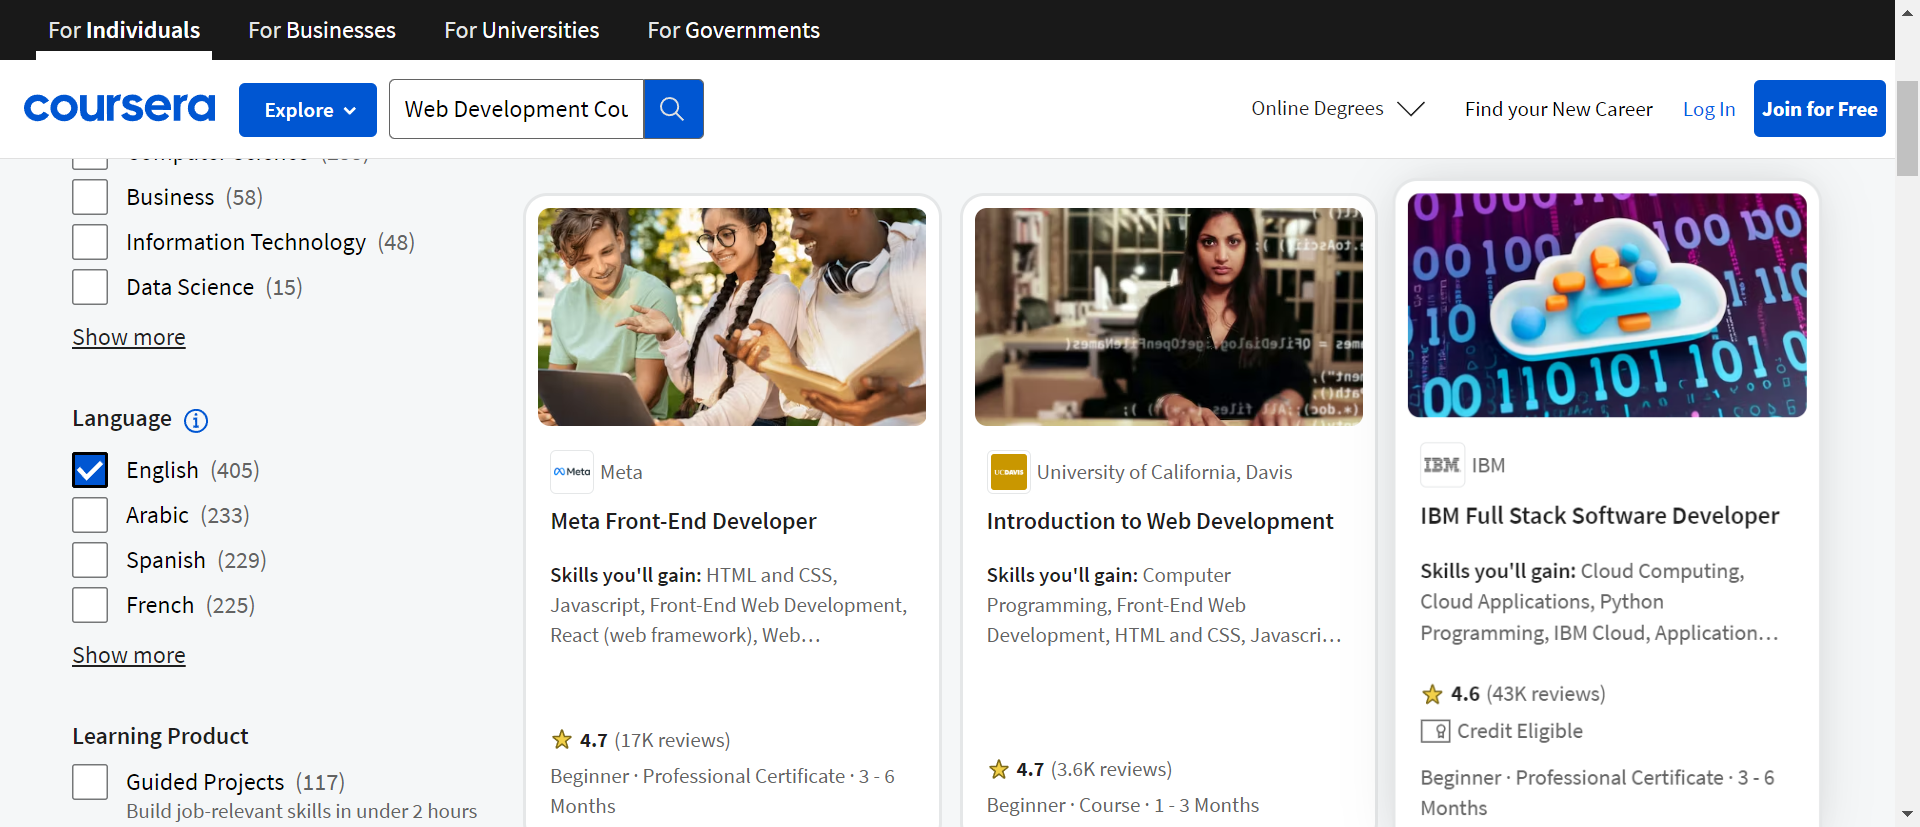 For Individuals
For Businesses
For Universities
For Governments
coursera
Explore
Web Development Cou
Online Degrees
Find your New Career
Log In
Join for Free
Computer Science
Business (58)
Information Technology (48)
Data Science (15)
Show more
Language
English (405)
Arabic (233)
Spanish (229)
French (225)
Show more
Learning Product
Guided Projects (117)
Build job-relevant skills in under 2 hours
Meta
Meta
Meta Front-End Developer
Skills you'll gain: HTML and CSS,
Javascript, Front-End Web Development,
React (web framework), Web...
4.7 (17K reviews)
Beginner · Professional Certificate · 3 - 6
Months
UCDAVIS
University of California, Davis
Introduction to Web Development
Skills you'll gain: Computer
Programming, Front-End Web
Development, HTML and CSS, Javascri...
4.7 (3.6K reviews)
Beginner · Course · 1 - 3 Months
00 110 101 101 0
IBM
IBM
IBM Full Stack Software Developer
Skills you'll gain: Cloud Computing,
Cloud Applications, Python
Programming, IBM Cloud, Application...
4.6 (43K reviews)
Credit Eligible
Beginner · Professional Certificate · 3 - 6
Months